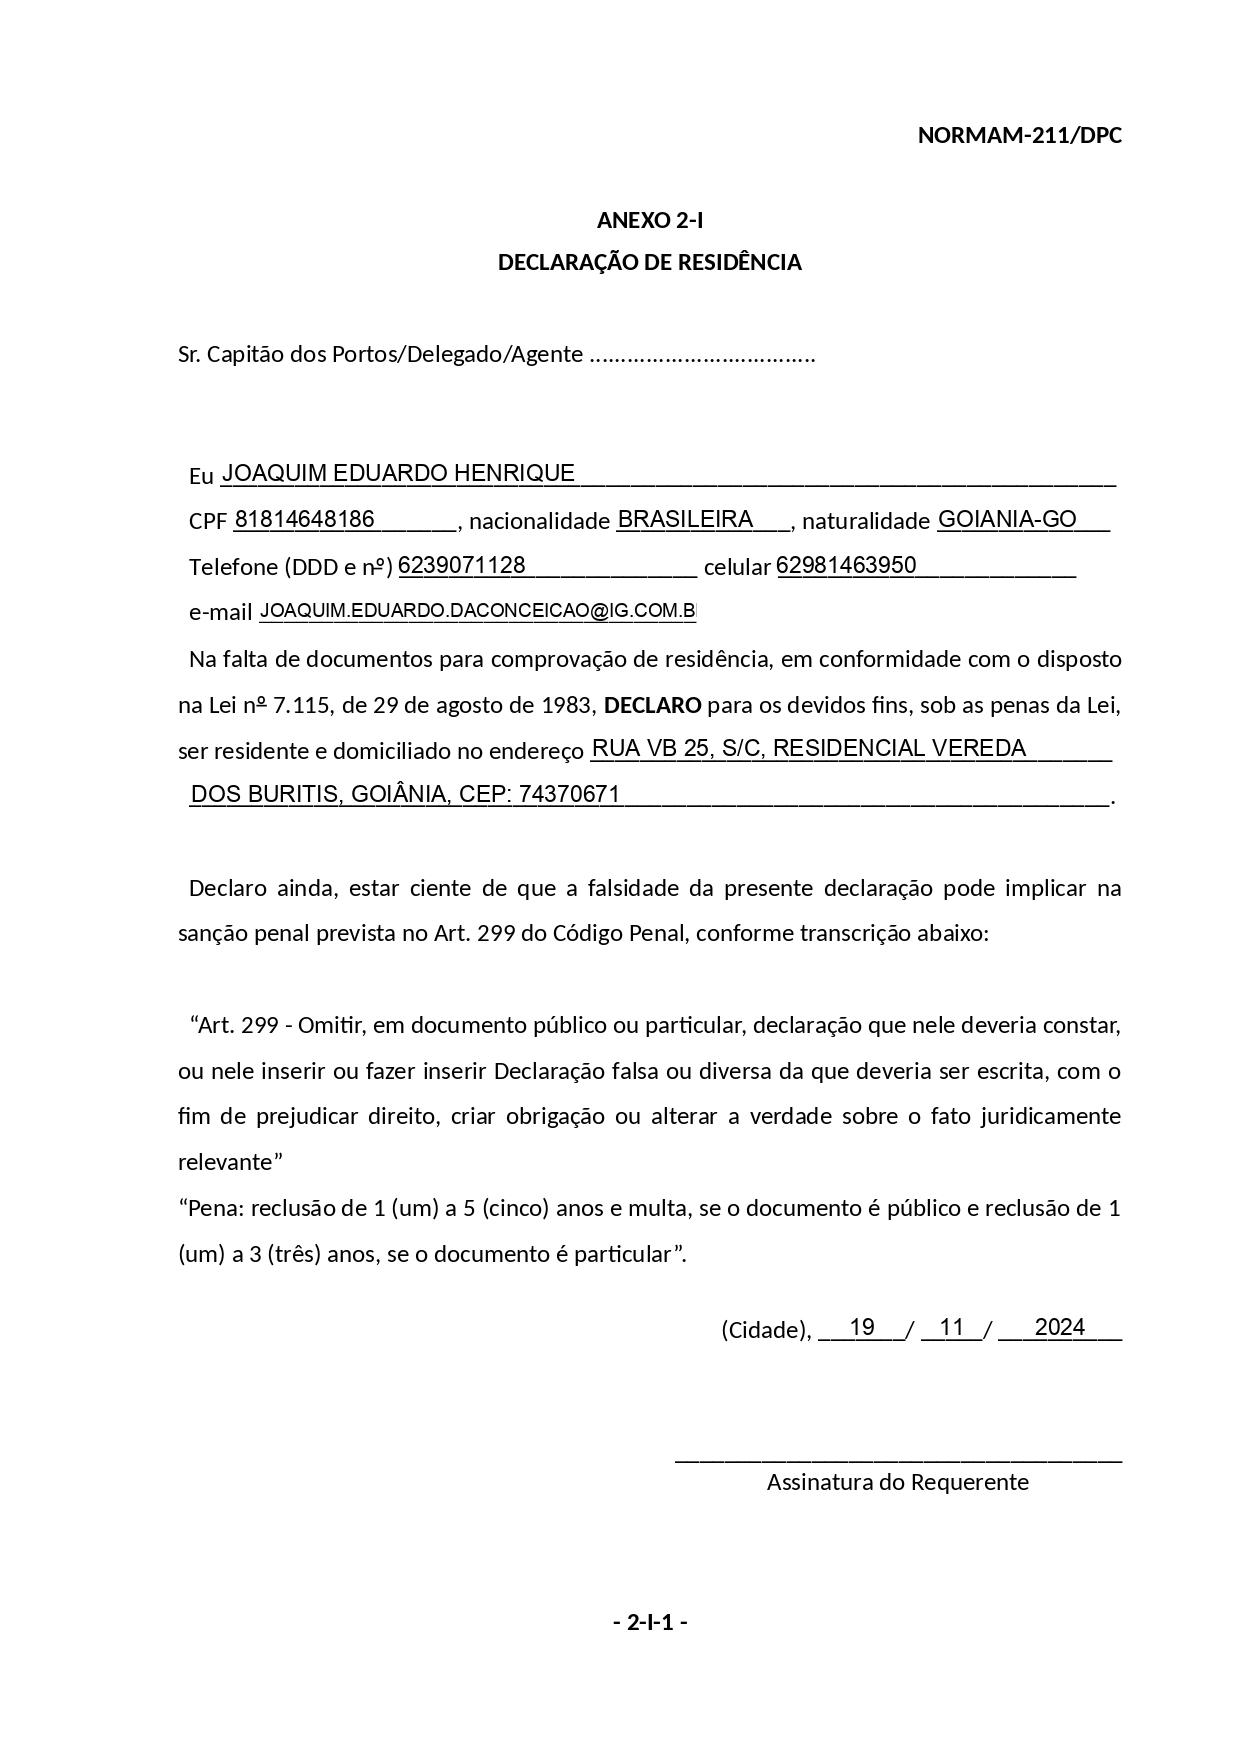 NORMAM-211/DPC
ANEXO 2-I
DECLARAÇÃO DE RESIDÊNCIA
Sr. Capitão dos Portos/Delegado/Agente ....................................
Eu JOAQUIM EDUARDO HENRIQUE
CPF 81814648186, nacionalidade BRASILEIRA, naturalidade GOIANIA-GO
Telefone (DDD e nº) 6239071128 celular 62981463950
e-mail JOAQUIM.EDUARDO.DACONCEICAO@IG.COM.B
Na falta de documentos para comprovação de residência, em conformidade com o disposto
na Lei nº 7.115, de 29 de agosto de 1983, DECLARO para os devidos fins, sob as penas da Lei,
ser residente e domiciliado no endereço RUA VB 25, S/C, RESIDENCIAL VEREDA
DOS BURITIS, GOIÂNIA, CEP: 74370671.
Declaro ainda, estar ciente de que a falsidade da presente declaração pode implicar na
sanção penal prevista no Art. 299 do Código Penal, conforme transcrição abaixo:
“Art. 299 - Omitir, em documento público ou particular, declaração que nele deveria constar,
ou nele inserir ou fazer inserir Declaração falsa ou diversa da que deveria ser escrita, com o
fim de prejudicar direito, criar obrigação ou alterar a verdade sobre o fato juridicamente
relevante”
“Pena: reclusão de 1 (um) a 5 (cinco) anos e multa, se o documento é público e reclusão de 1
(um) a 3 (três) anos, se o documento é particular”.
(Cidade), 19/ 11/ 2024
Assinatura do Requerente
- 2-I-1 -